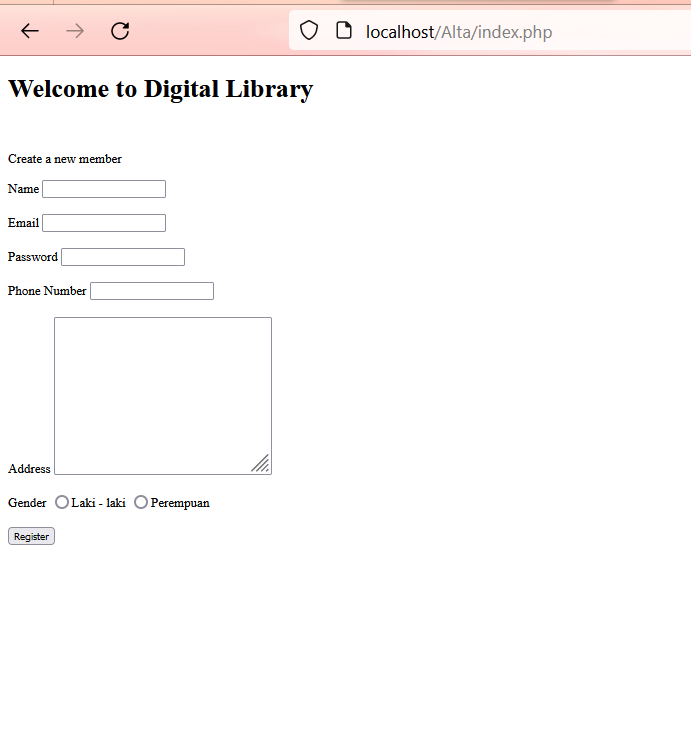 localhost/Alta/index.php
Welcome to Digital Library
Create a new member
Name
Email
Password
Phone Number
Address
Gender Laki - laki Perempuan
Register